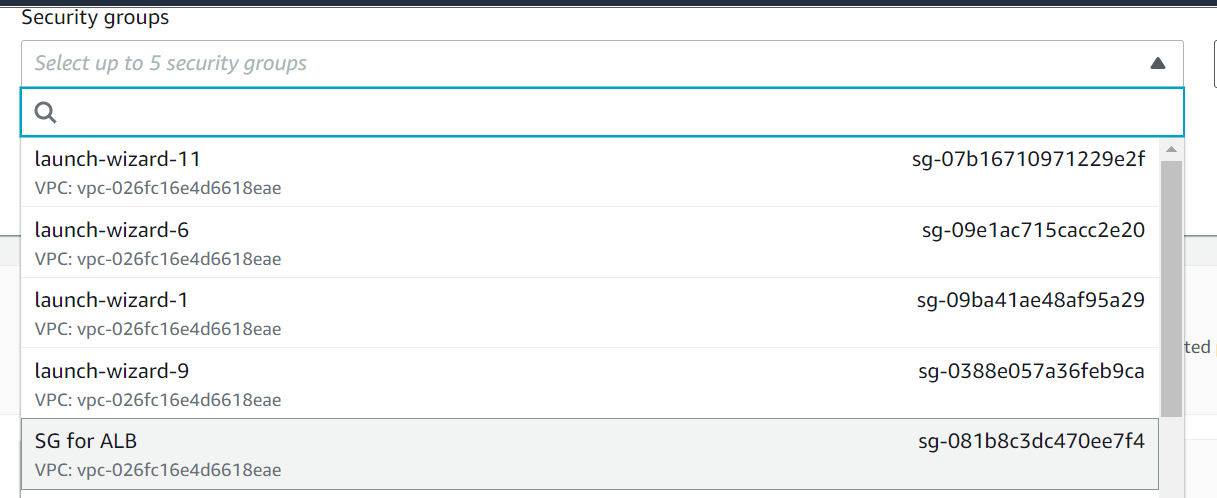 Security groups
Select up to 5 security groups
launch-wizard-11 sg-07b16710971229e2f
VPC: vpc-026fc16e4d6618eae
launch-wizard-6 sg-09e1ac715cacc2e20
VPC: vpc-026fc16e4d6618eae
launch-wizard-1 sg-09ba41ae48af95a29
VPC: vpc-026fc16e4d6618eae
ted
launch-wizard-9 sg-0388e057a36feb9ca
VPC: vpc-026fc16e4d6618eae
SG for ALB sg-081b8c3dc470ee7f4
VPC: vpc-026fc16e4d6618eae